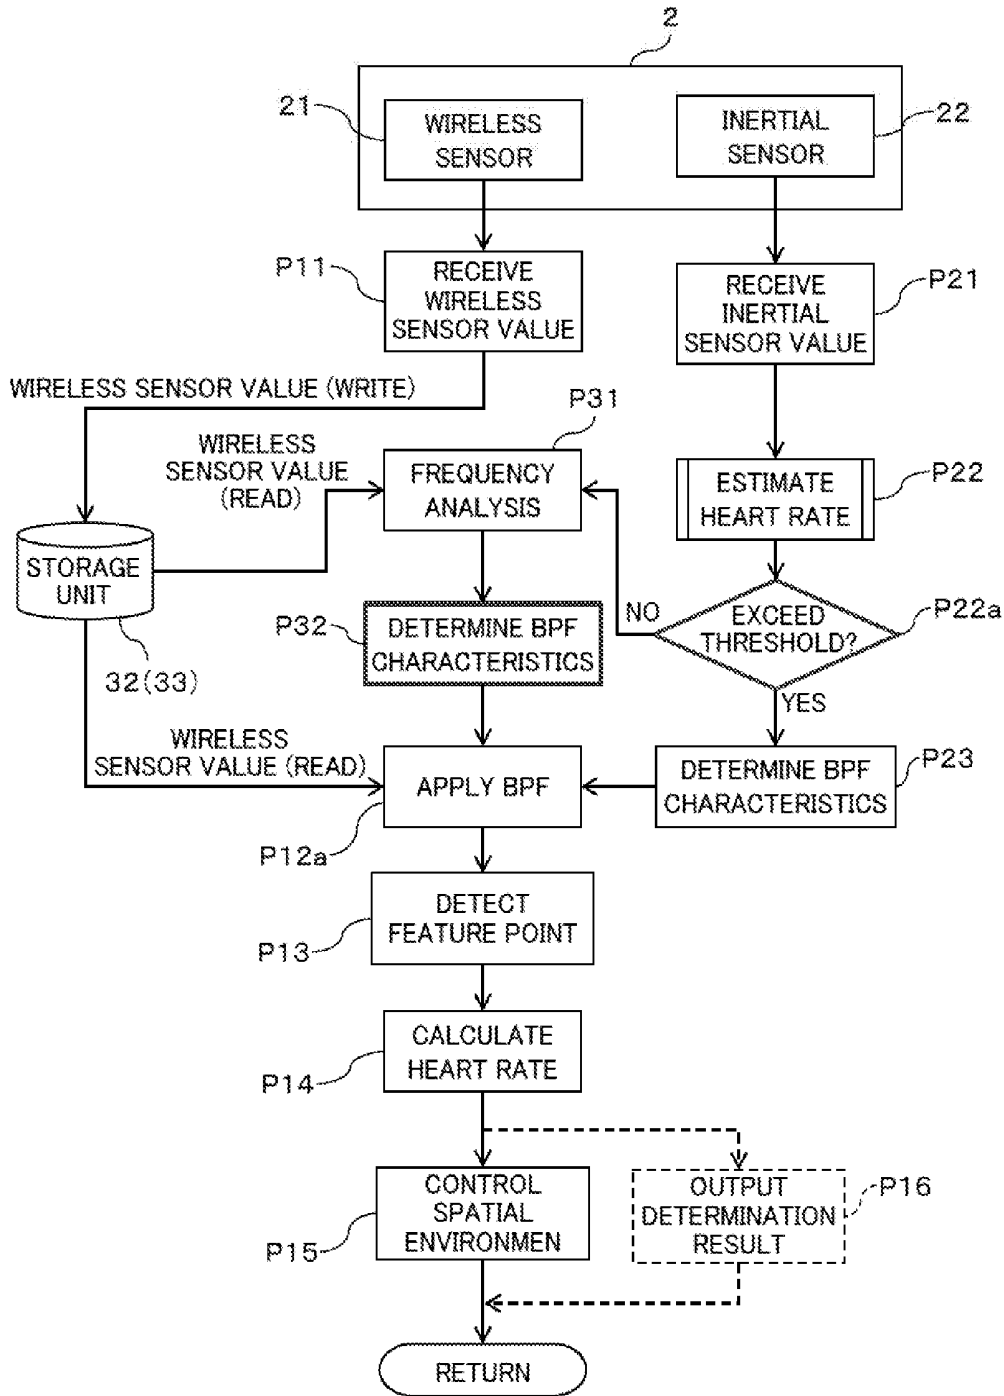 2
21
WIRELESS
SENSOR
INERTIAL
SENSOR
22
P11
RECEIVE
WIRELESS
SENSOR VALUE
RECEIVE
INERTIAL
SENSOR VALUE
P21
WIRELESS SENSOR VALUE (WRITE)
P31
WIRELESS
SENSOR VALUE
(READ)
FREQUENCY
ANALYSIS
ESTIMATE
HEART RATE
P22
STORAGE
UNIT
32(33)
P32
DETERMINE BPF
CHARACTERISTICS
NO
EXCEED
THRESHOLD?
P22a
YES
WIRELESS
SENSOR VALUE (READ)
APPLY BPF
P12a
DETERMINE BPF
CHARACTERISTICS
P23
DETECT
FEATURE POINT
P13
CALCULATE
HEART RATE
P14
CONTROL
SPATIAL
ENVIRONMEN
P15
OUTPUT
DETERMINATION
RESULT
P16
RETURN